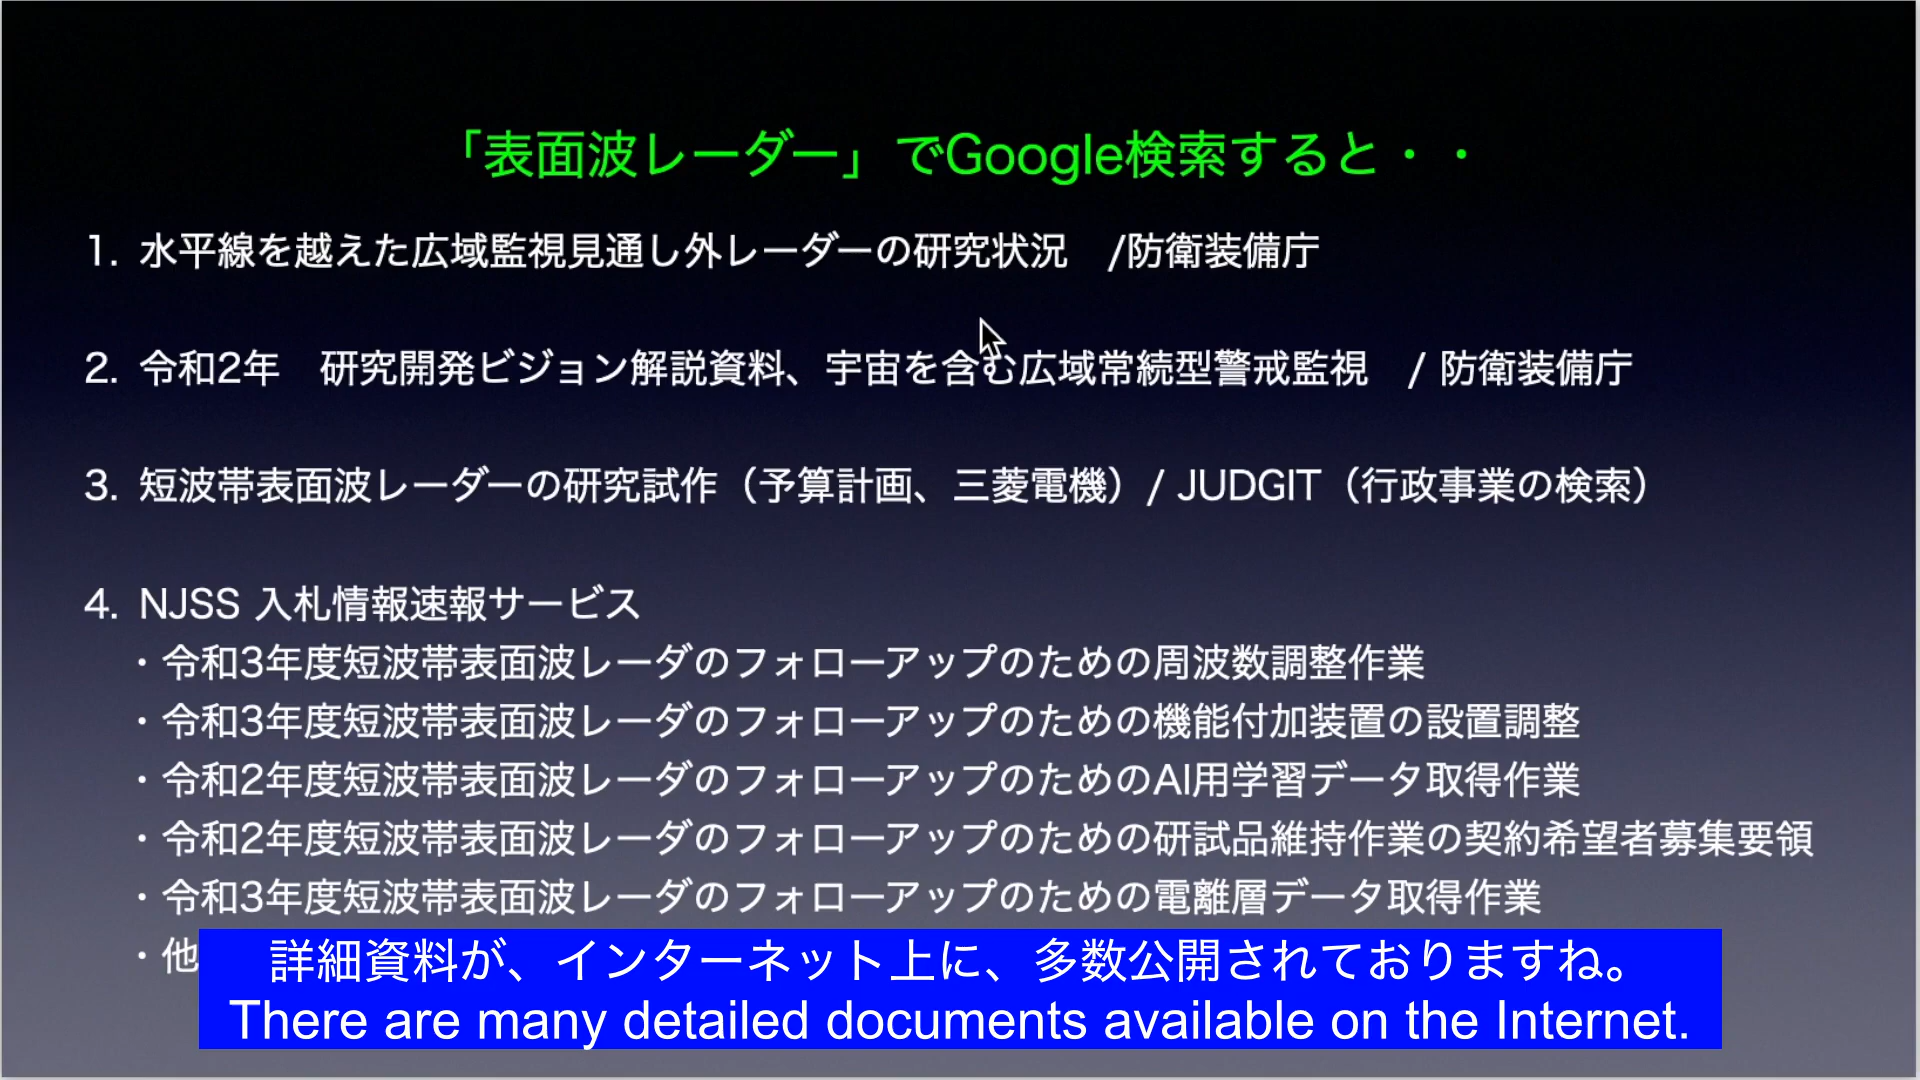 「表面波レーダー」でGoogle検索すると・・
1. 水平線を越えた広域監視見通し外レーダーの研究状況　/防衛装備庁
2. 令和2年　研究開発ビジョン解説資料、宇宙を含む広域常続型警戒監視　/ 防衛装備庁
3. 短波帯表面波レーダーの研究試作（予算計画、三菱電機）/ JUDGIT（行政事業の検索）
4. NJSS 入札情報速報サービス
・令和3年度短波帯表面波レーダのフォローアップのための周波数調整作業
・令和3年度短波帯表面波レーダのフォローアップのための機能付加装置の設置調整
・令和2年度短波帯表面波レーダのフォローアップのためのAI用学習データ取得作業
・令和2年度短波帯表面波レーダのフォローアップのための研試品維持作業の契約希望者募集要領
・令和3年度短波帯表面波レーダのフォローアップのための電離層データ取得作業
・他
詳細資料が、インターネット上に、多数公開されておりますね。
There are many detailed documents available on the Internet.